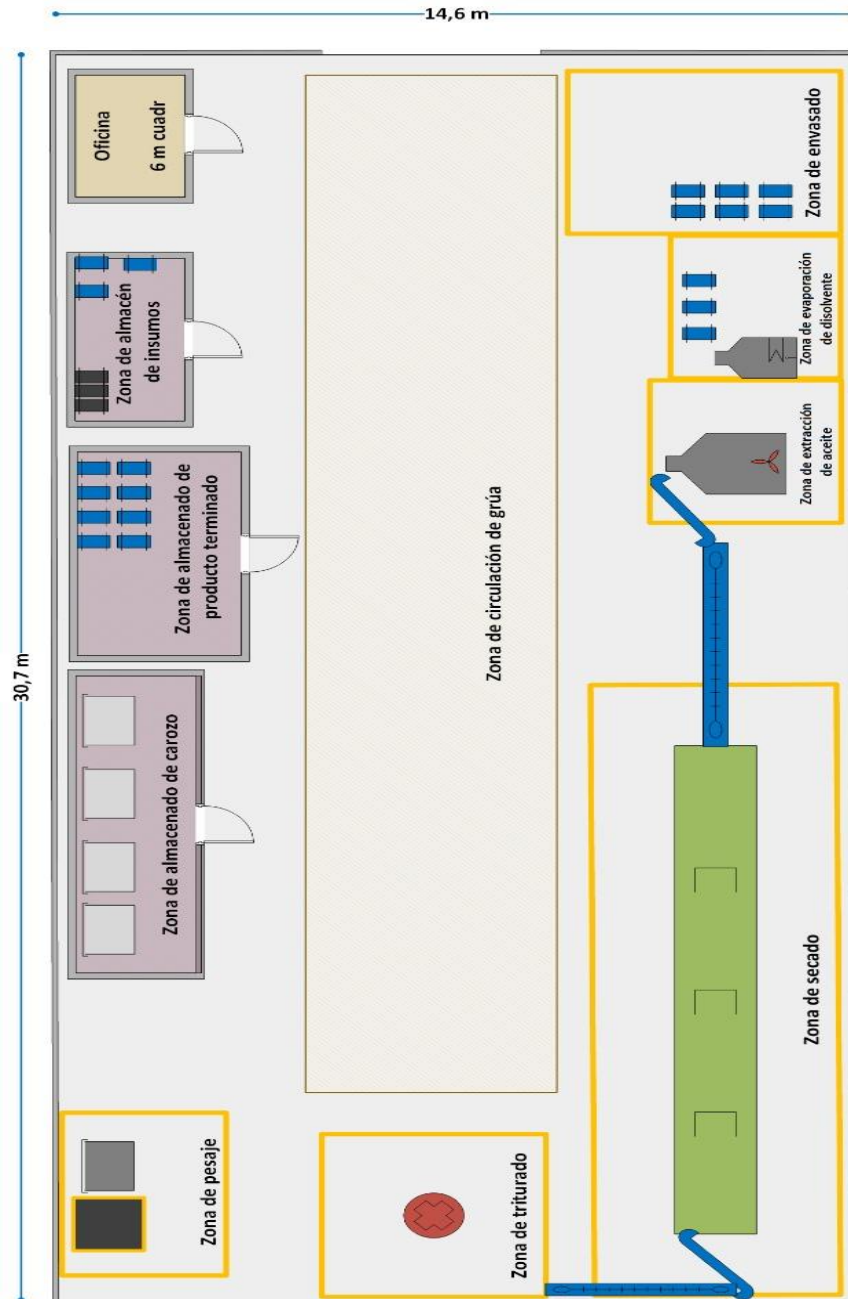 14,6 m
30,7 m
Oficina
6 m cuadr
Zona de almacén
de insumos
Zona de almacenado de
producto terminado
Zona de almacenado de carozo
Zona de pesaje
Zona de circulación de grúa
Zona de triturado
Zona de envasado
Zona de evaporación
de disolvente
Zona de extracción
de aceite
Zona de secado